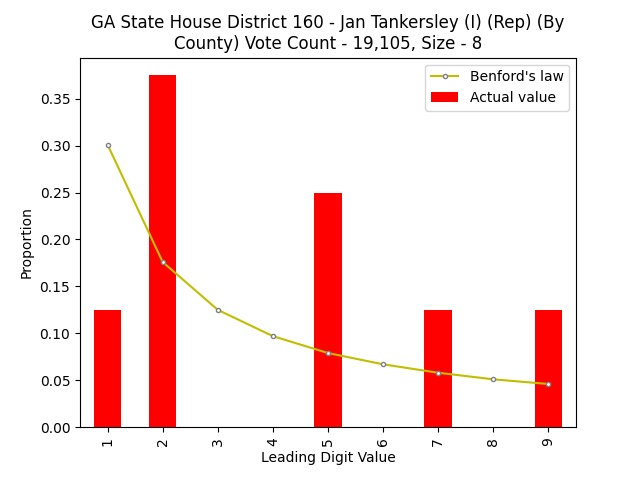 GA State House District 160 - Jan Tankersley (I) (Rep) (By
County) Vote Count - 19,105, Size - 8
Benford's law
Actual value
0.35
0.30
0.25
0.20
0.15
0.10
0.05
0.00
Proportion
1
2
3
4
5
6
7
8
9
Leading Digit Value